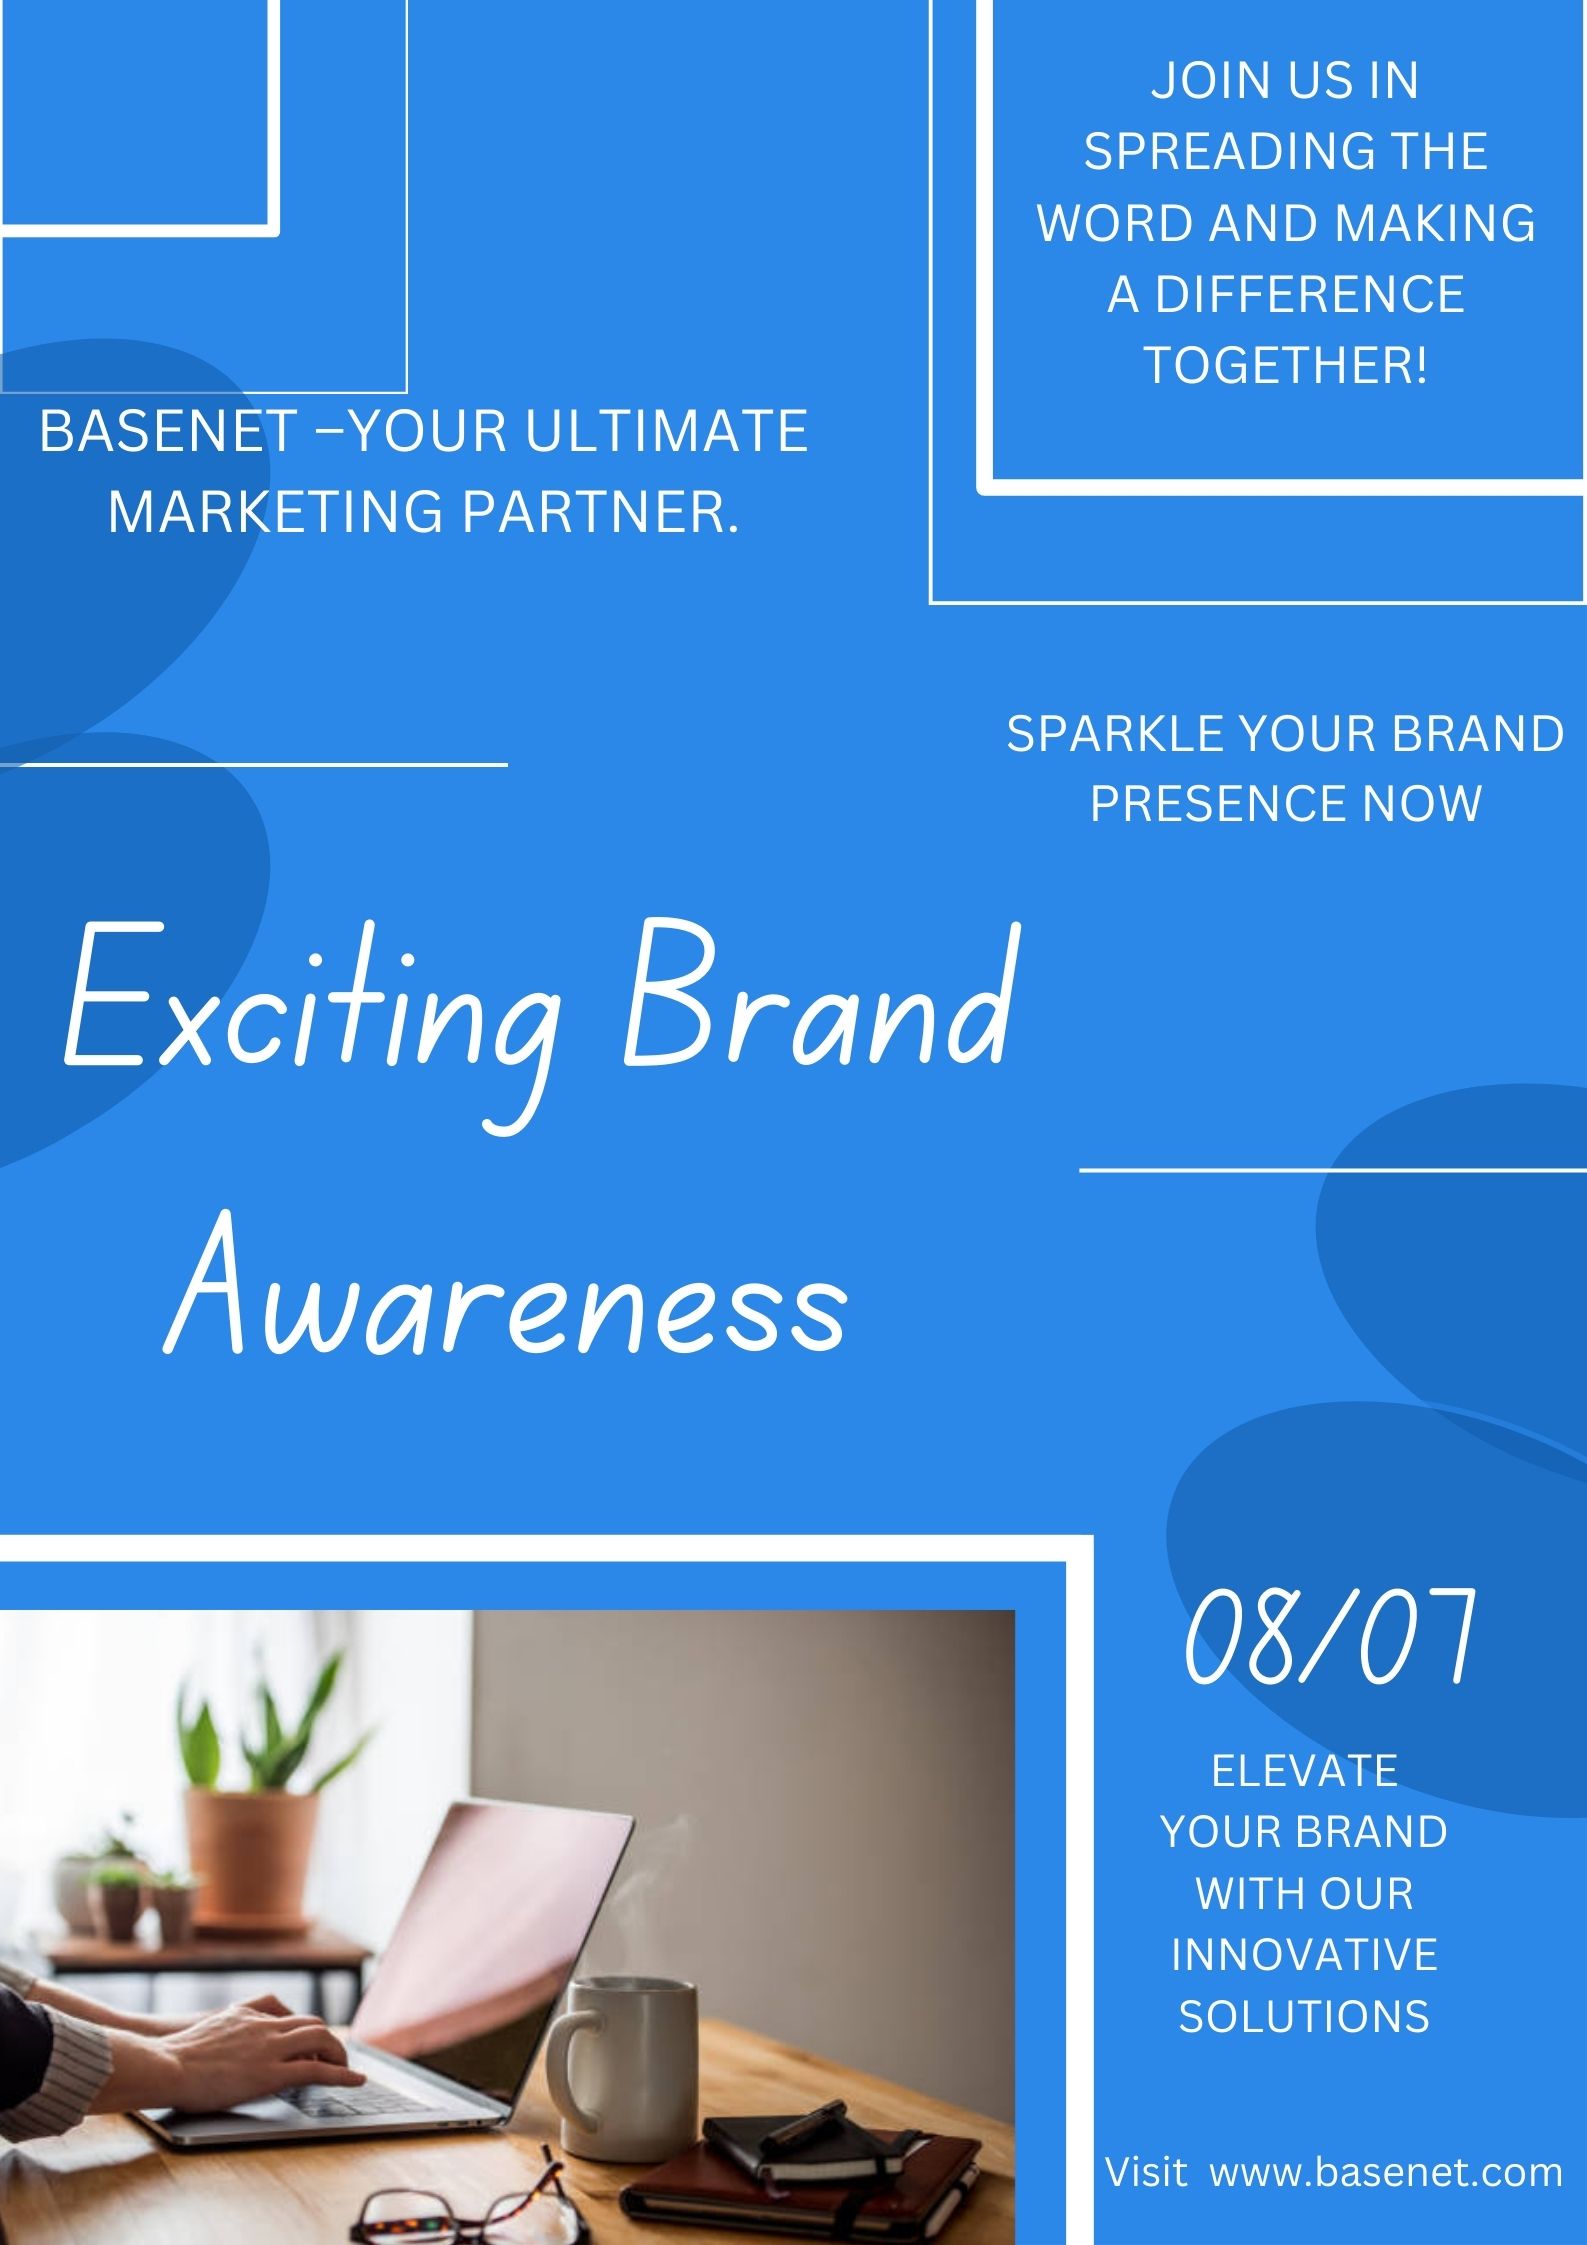 JOIN US IN
SPREADING THE
WORD AND MAKING
A DIFFERENCE
TOGETHER!
BASENET –YOUR ULTIMATE
MARKETING PARTNER.
SPARKLE YOUR BRAND
PRESENCE NOW
Exciting Brand
Awareness
08/07
ELEVATE
YOUR BRAND
WITH OUR
INNOVATIVE
SOLUTIONS
Visit www.basenet.com